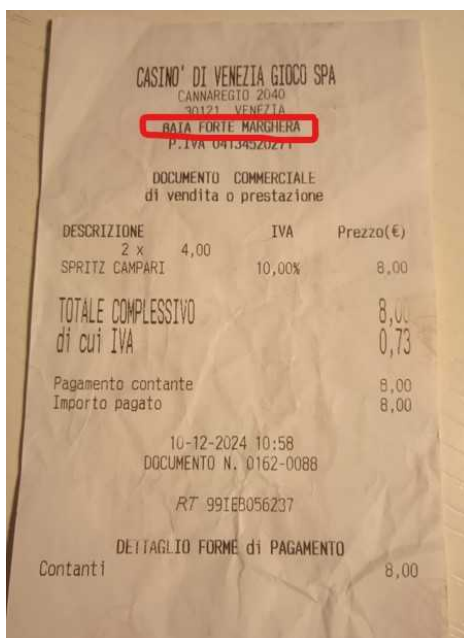 CASINO' DI VENEZIA GIOCO SPA
CANNAREGIO 2040
30121 VENEZIA
BAIA FORTE MARGHERA
P.IVA 04134520271
DOCUMENTO COMMERCIALE
di vendita o prestazione
DESCRIZIONE IVA Prezzo(€)
2 x 4,00
SPRITZ CAMPARI 10,00% 8,00
TOTALE COMPLESSIVO 8,00
di cui IVA 0,73
Pagamento contante 8,00
Importo pagato 8,00
10-12-2024 10:58
DOCUMENTO N. 0162-0088
RT 99IEB056237
DETTAGLIO FORME di PAGAMENTO
Contanti 8,00